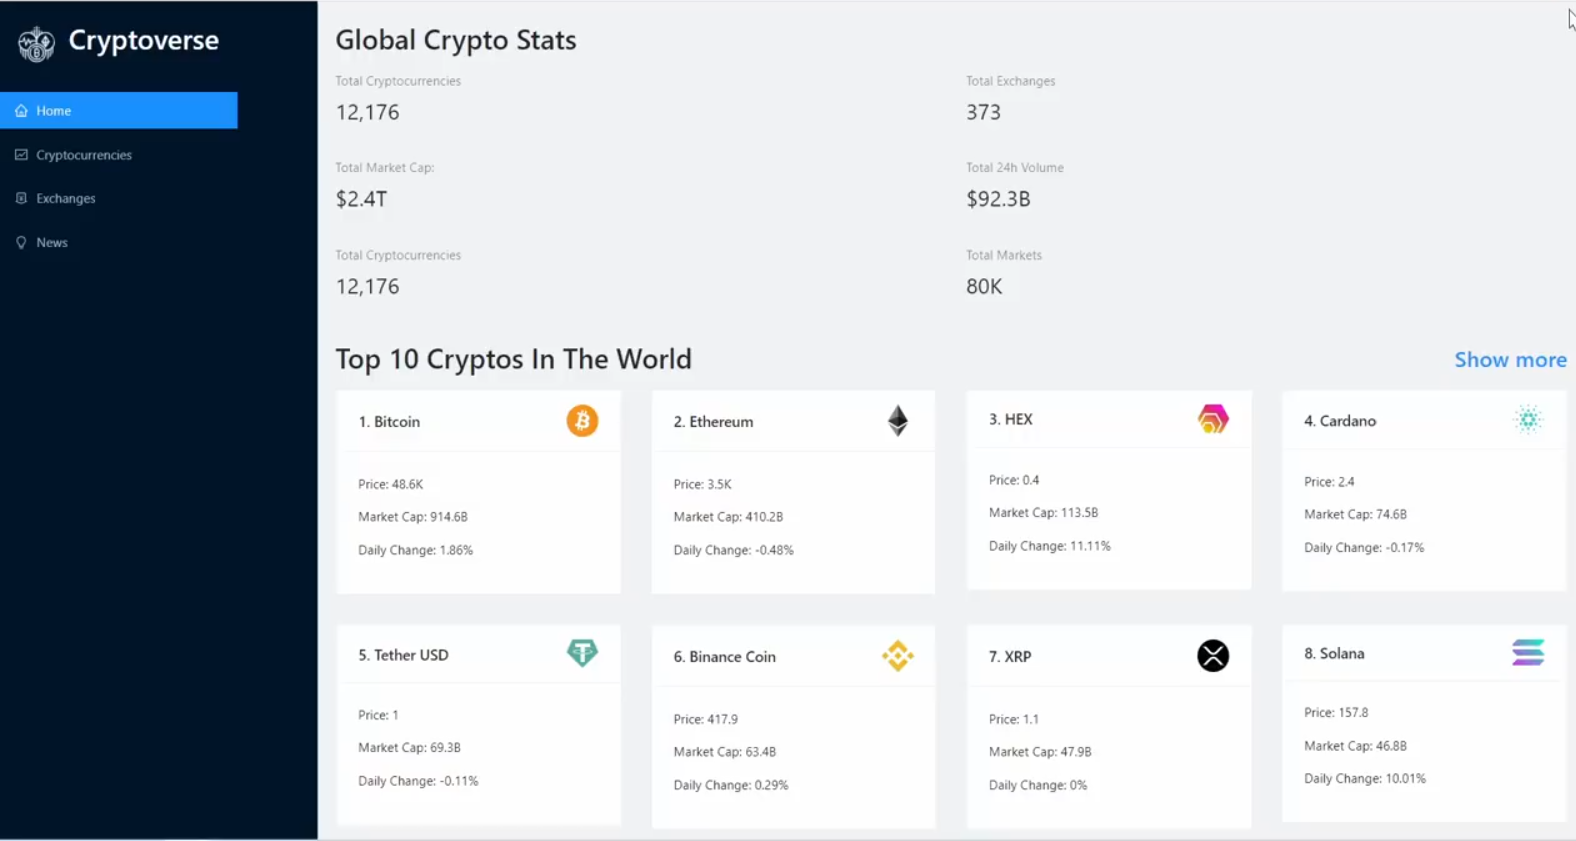 Cryptoverse
Home
Cryptocurrencies
Exchanges
News
Global Crypto Stats
Total Cryptocurrencies
12,176
Total Exchanges
373
Total Market Cap:
$2.4T
Total 24h Volume
$92.3B
Total Cryptocurrencies
12,176
Total Markets
80K
Top 10 Cryptos In The World
Show more
1. Bitcoin
Price: 48.6K
Market Cap: 914.6B
Daily Change: 1.86%
2. Ethereum
Price: 3.5K
Market Cap: 410.2B
Daily Change: -0.48%
3. HEX
Price: 0.4
Market Cap: 113.5B
Daily Change: 11.11%
4. Cardano
Price: 2.4
Market Cap: 74.6B
Daily Change: -0.17%
5. Tether USD
Price: 1
Market Cap: 69.3B
Daily Change: -0.11%
6. Binance Coin
Price: 417.9
Market Cap: 63.4B
Daily Change: 0.29%
7. XRP
Price: 1.1
Market Cap: 47.9B
Daily Change: 0%
8. Solana
Price: 157.8
Market Cap: 46.8B
Daily Change: 10.01%